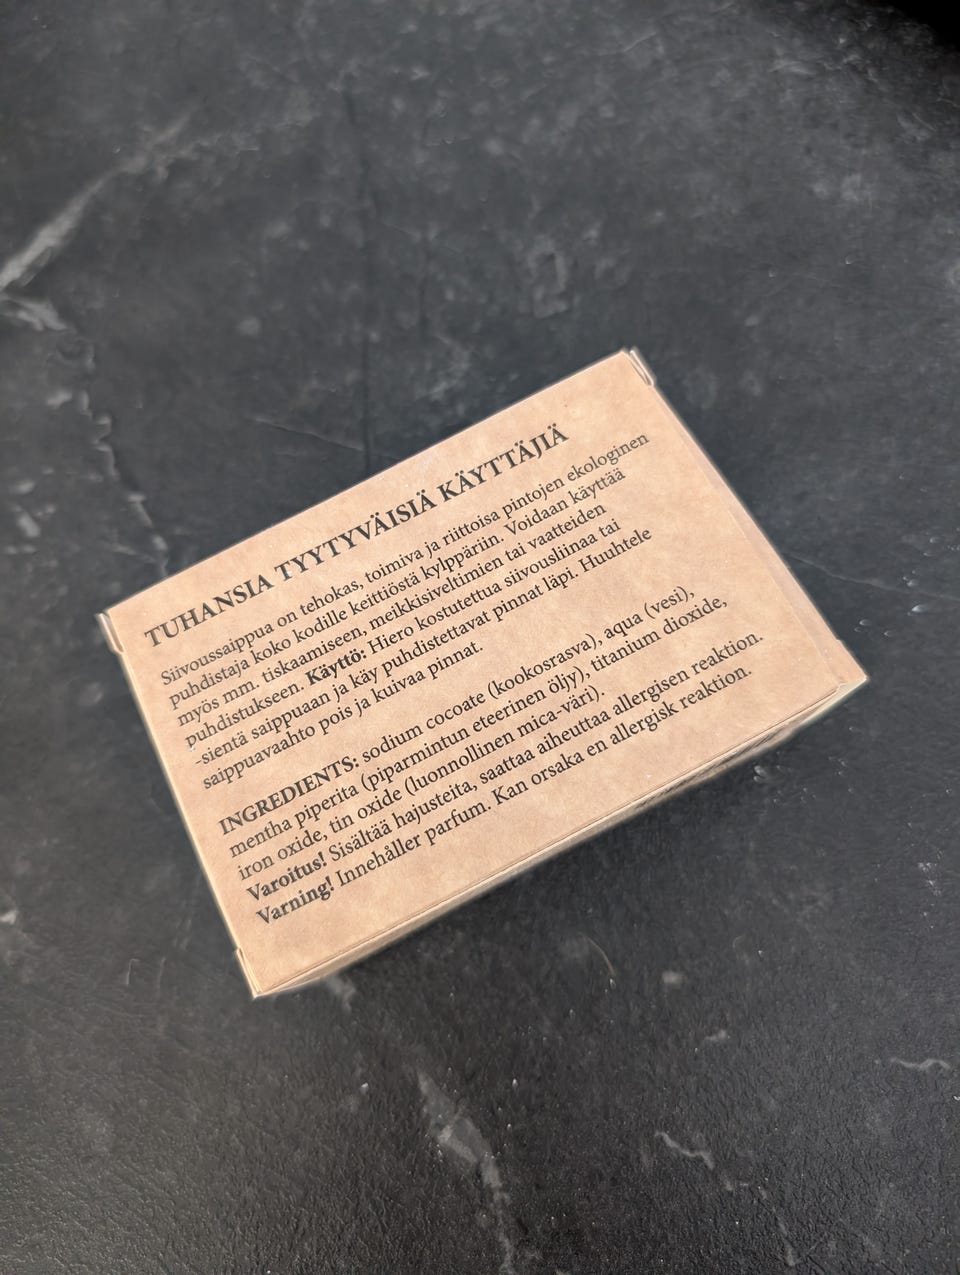 TUHANSIA TYYTYVÄISIÄ KÄYTTÄJIÄ
Siivoussaippua on tehokas, toimiva ja riittoisa pintojen ekologinen
puhdistaja koko kodille keittiöstä kylppäriin. Voidaan käyttää
myös mm. tiskaamiseen, meikkisiveltimien tai vaatteiden
puhdistukseen. Käyttö: Hiero kostutettua siivousliinaa tai
-sientä saippuaan ja käy puhdistettavat pinnat läpi. Huuhtele
saippuavaahto pois ja kuivaa pinnat.
INGREDIENTS: sodium cocoate (kookosrasva), aqua (vesi),
mentha piperita (piparmintun eteerinen öljy), titanium dioxide,
iron oxide, tin oxide (luonnollinen mica-väri).
Varoitus! Sisältää hajusteita, saattaa aiheuttaa allergisen reaktion.
Varning! Innehåller parfum. Kan orsaka en allergisk reaktion.